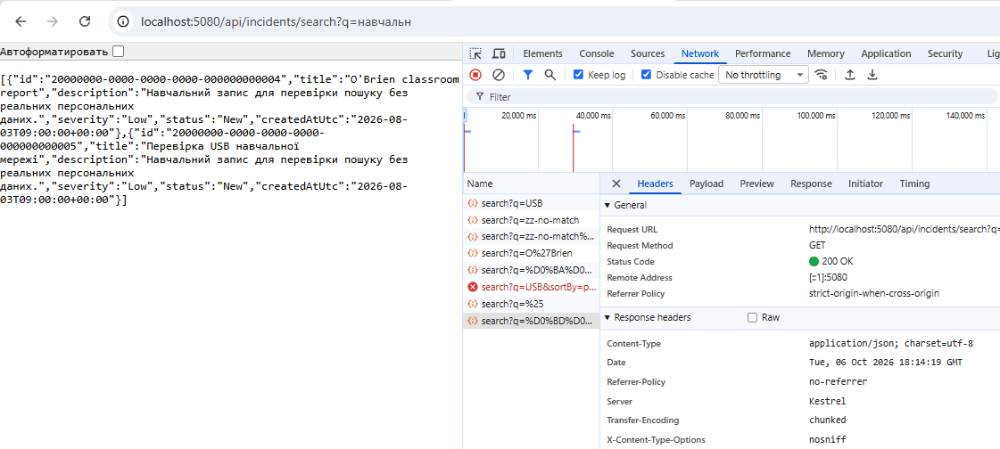 localhost:5080/api/incidents/search?q=навчальн
Автоформатировать
[{"id":"20000000-0000-0000-0000-000000000004","title":"O'Brien classroom
report","description":"Навчальний запис для перевірки пошуку без
реальних персональних
даних.","severity":"Low","status":"New","createdAtUtc":"2026-08-
03T09:00:00+00:00"},{"id":"20000000-0000-0000-0000-
000000000005","title":"Перевірка USB навчальної
мережі","description":"Навчальний запис для перевірки пошуку без
реальних персональних
даних.","severity":"Low","status":"New","createdAtUtc":"2026-08-
03T09:00:00+00:00"}]
Elements Console Sources Network Performance Memory Application Security Lig
Keep log Disable cache No throttling
Filter
20,000 ms 40,000 ms 60,000 ms 80,000 ms 100,000 ms 120,000 ms 140,000 ms
Name
search?q=USB
search?q=zz-no-match
search?q=zz-no-match%...
search?q=O%27Brien
search?q=%D0%BA%D0...
search?q=USB&sortBy=p...
search?q=%25
search?q=%D0%BD%D0...
Headers Payload Preview Response Initiator Timing
General
Request URL http://localhost:5080/api/incidents/search?q=
Request Method GET
Status Code 200 OK
Remote Address [::1]:5080
Referrer Policy strict-origin-when-cross-origin
Response headers Raw
Content-Type application/json; charset=utf-8
Date Tue, 06 Oct 2026 18:14:19 GMT
Referrer-Policy no-referrer
Server Kestrel
Transfer-Encoding chunked
X-Content-Type-Options nosniff